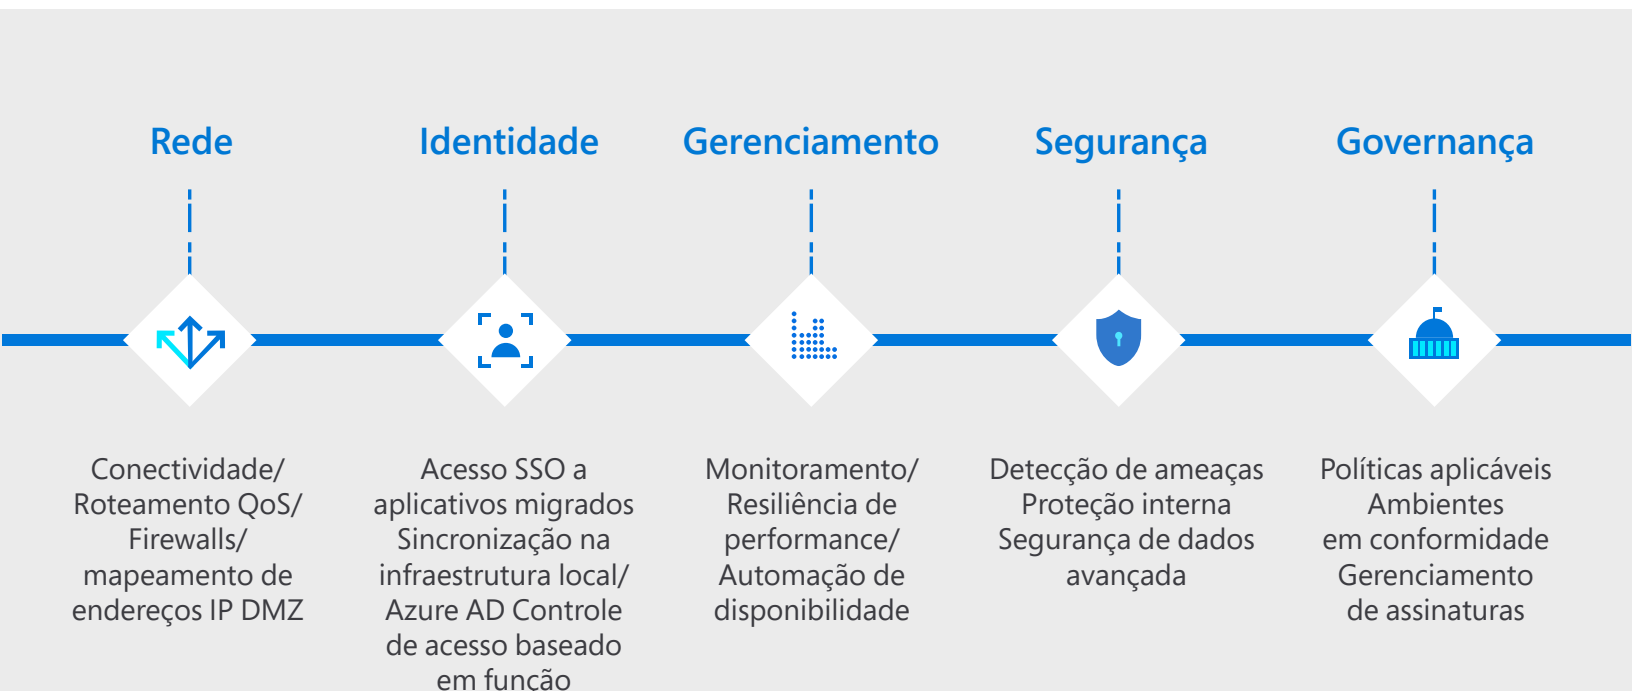 Rede
Identidade
Gerenciamento
Segurança
Governança
Conectividade/
Roteamento QoS/
Firewalls/
mapeamento de
endereços IP DMZ
Acesso SSO a
aplicativos migrados
Sincronização na
infraestrutura local/
Azure AD Controle
de acesso baseado
em função
Monitoramento/
Resiliência de
performance/
Automação de
disponibilidade
Detecção de ameaças
Proteção interna
Segurança de dados
avançada
Políticas aplicáveis
Ambientes
em conformidade
Gerenciamento
de assinaturas